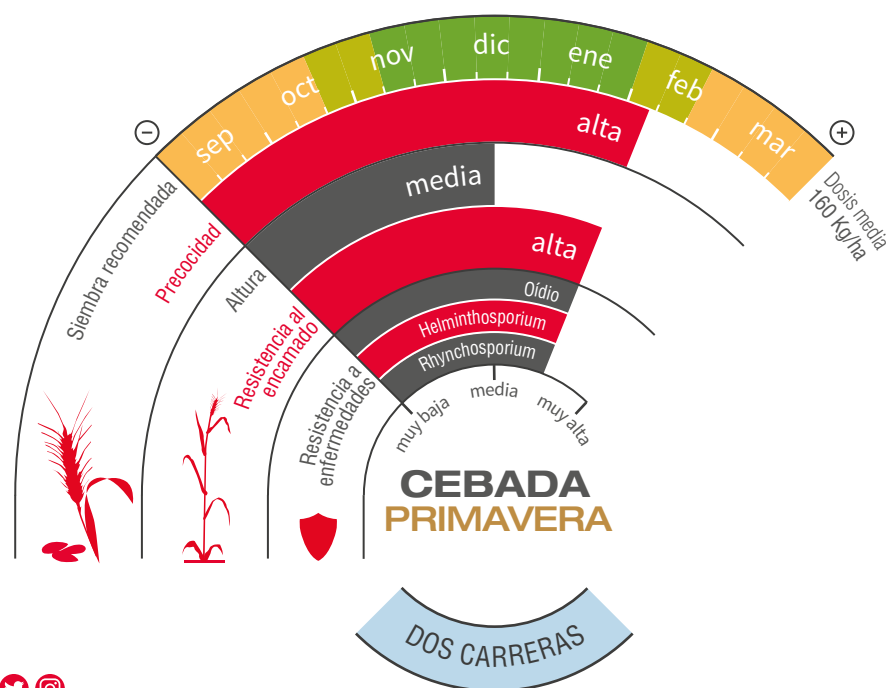 sep
oct
nov
dic
ene
feb
mar
−
+
Dosis media
160 Kg/ha
Siembra recomendada
Precocidad
alta
Altura
media
Resistencia al
encamado
alta
Resistencia a
enfermedades
Oídio
Helminthosporium
Rhynchosporium
muy baja
media
muy alta
CEBADA
PRIMAVERA
DOS CARRERAS